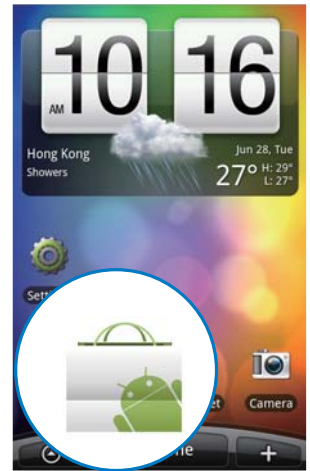 10 16
AM
Hong Kong
Jun 28, Tue
Showers
27° H: 29°
L: 27°
Camera